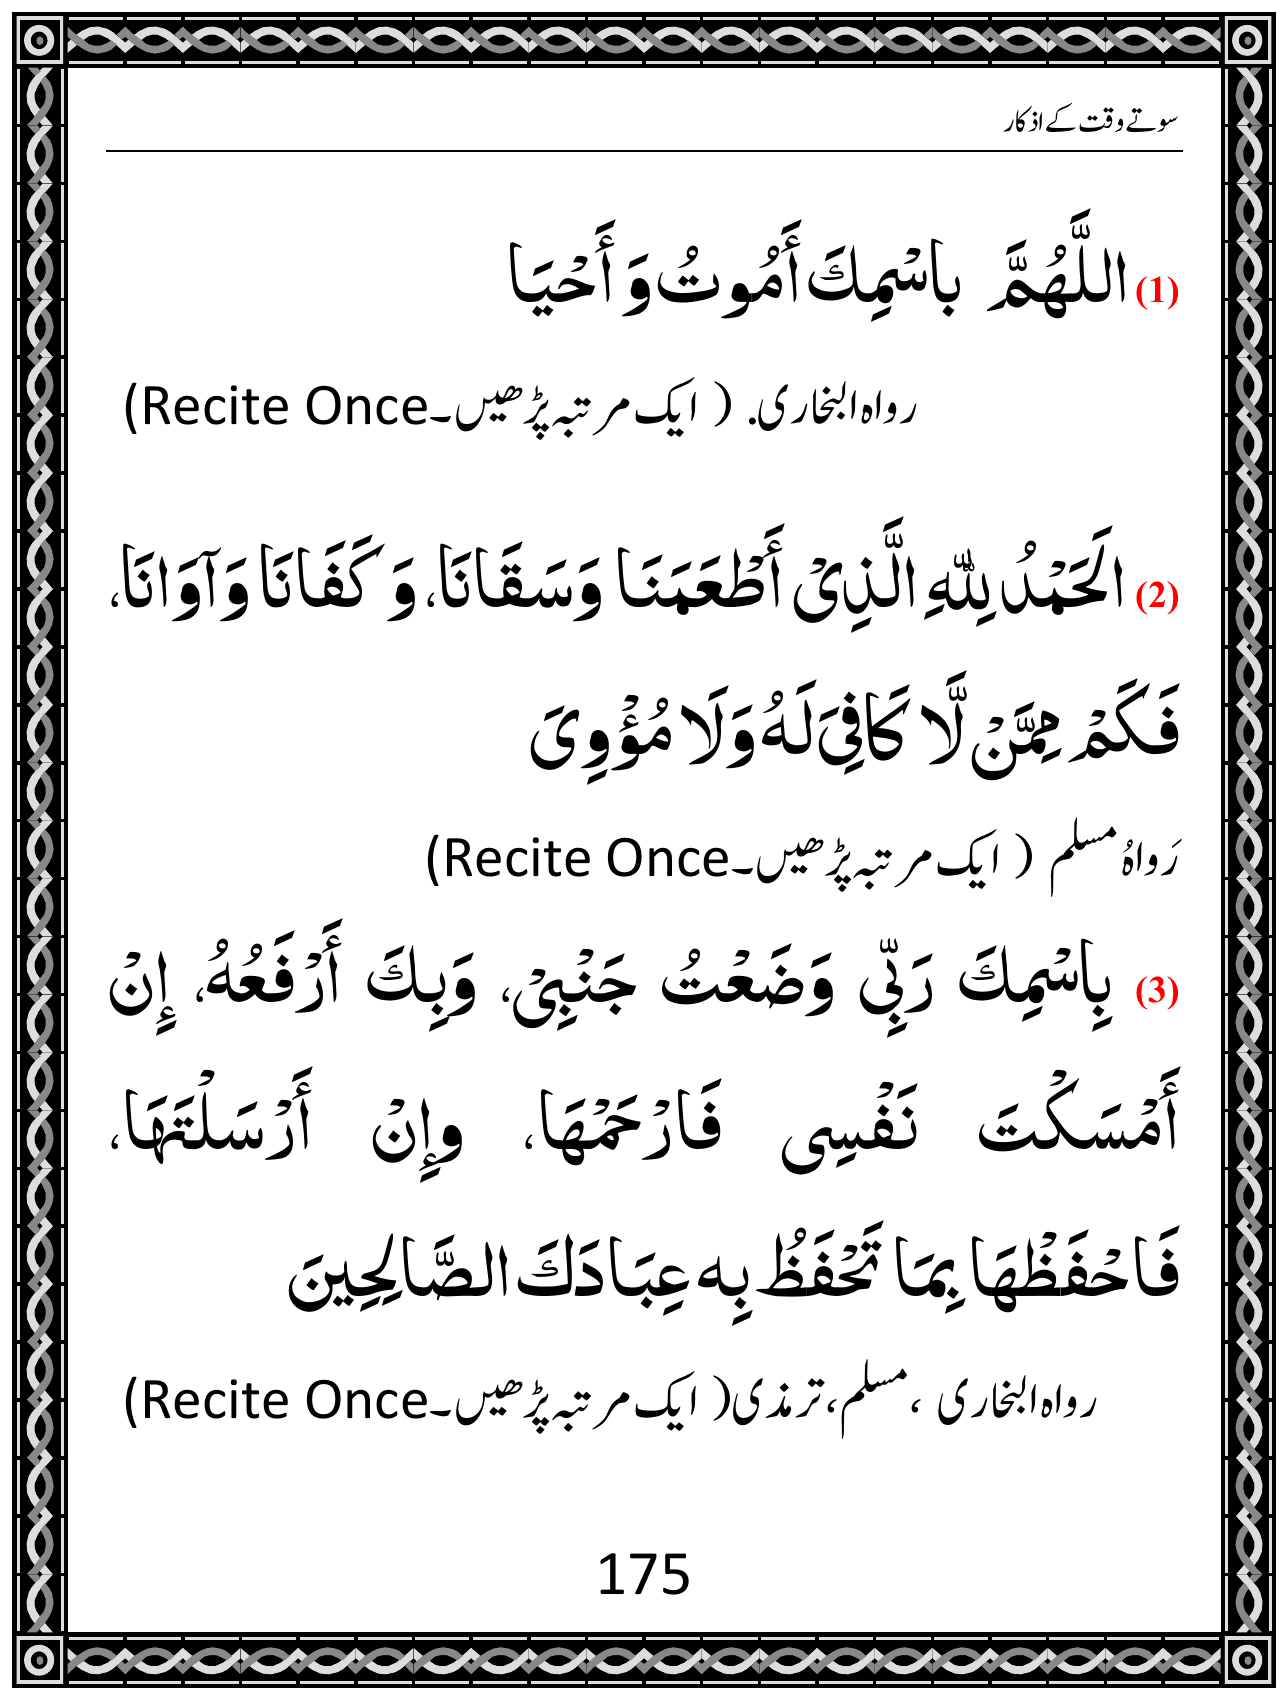 سوتے وقت کے اذکار
(1) اللَّهُمَّ باسْمِكَ أَمُوتُ وَ أَحْيَا
رواہ البخاری. ( ایک مرتبہ پڑھیں۔Recite Once)
(2) الَحَمْدُ لِلّٰهِ الَّذِىْ أَطْعَمَنَا وَسَقَانَا، وَ كَفَانَا وَآوَانَا،
فَكَمْ مِمَّنْ لَّا كَافِىَ لَهُ وَلَا مُؤْوِىَ
رَواہُ مسلم ( ایک مرتبہ پڑھیں۔Recite Once)
(3) بِاسْمِكَ رَبِّى وَضَعْتُ جَنْبِىْ، وَبِكَ أَرْفَعُهُ، إِنْ
أَمْسَكْتَ نَفْسِى فَارْحَمْهَا، وإِنْ أَرْسَلْتَهَا،
فَاحْفَظْهَا بِمَا تَحْفَظُ بِه عِبَادَكَ الصَّالِحِينَ
رواہ البخاری ، مسلم، ترمذی( ایک مرتبہ پڑھیں۔Recite Once)
175